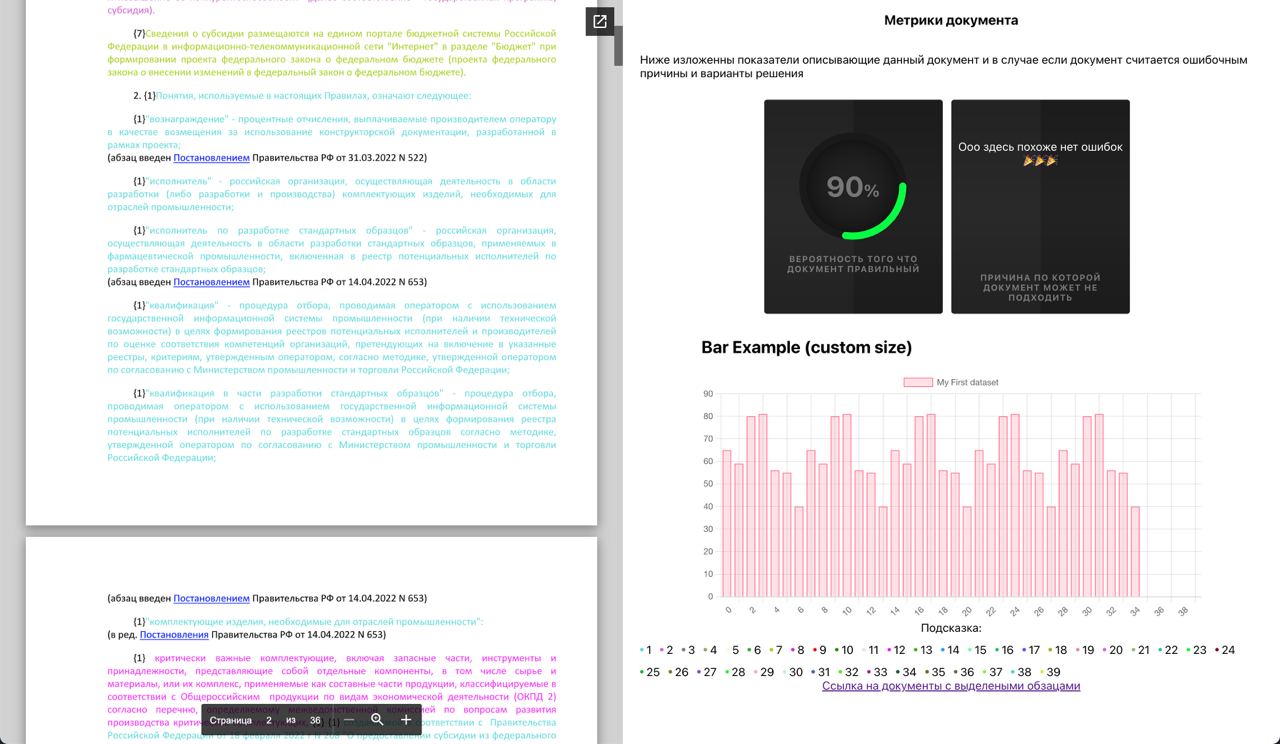 субсидия).
{7}Сведения о субсидии размещаются на едином портале бюджетной системы Российской
Федерации в информационно-телекоммуникационной сети "Интернет" в разделе "Бюджет" при
формировании проекта федерального закона о федеральном бюджете (проекта федерального
закона о внесении изменений в федеральный закон о федеральном бюджете).
2. {1}Понятия, используемые в настоящих Правилах, означают следующее:
{1}"вознаграждение" - процентные отчисления, выплачиваемые производителем оператору
в качестве возмещения за использование конструкторской документации, разработанной в
рамках проекта;
(абзац введен Постановлением Правительства РФ от 31.03.2022 N 522)
{1}"исполнитель" - российская организация, осуществляющая деятельность в области
разработки (либо разработки и производства) комплектующих изделий, необходимых для
отраслей промышленности;
{1}"исполнитель по разработке стандартных образцов" - российская организация,
осуществляющая деятельность в области разработки стандартных образцов, применяемых в
фармацевтической промышленности, включенная в реестр потенциальных исполнителей по
разработке стандартных образцов;
(абзац введен Постановлением Правительства РФ от 14.04.2022 N 653)
{1}"квалификация" - процедура отбора, проводимая оператором с использованием
государственной информационной системы промышленности (при наличии технической
возможности) в целях формирования реестров потенциальных исполнителей и производителей
по оценке соответствия компетенций организаций, претендующих на включение в указанные
реестры, критериям, утвержденным оператором, согласно методике, утвержденной оператором
по согласованию с Министерством промышленности и торговли Российской Федерации;
{1}"квалификация в части разработки стандартных образцов" - процедура отбора,
проводимая оператором с использованием государственной информационной системы
промышленности (при наличии технической возможности) в целях формирования реестра
потенциальных исполнителей по разработке стандартных образцов согласно методике,
утвержденной оператором по согласованию с Министерством промышленности и торговли
Российской Федерации;
(абзац введен Постановлением Правительства РФ от 14.04.2022 N 653)
{1}"комплектующие изделия, необходимые для отраслей промышленности":
(в ред. Постановления Правительства РФ от 14.04.2022 N 653)
{1} критически важные комплектующие, включая запасные части, инструменты и
принадлежности, представляющие собой отдельные компоненты, в том числе сырье и
материалы, или их комплекс, применяемые как составные части продукции, классифицируемые в
соответствии с Общероссийским продукции по видам экономической деятельности (ОКПД 2)
согласно перечню, определяемому межведомственной комиссией по вопросам развития
производства
соответствии с Правительства
Российской Федерации от 18 февраля 2022 г N 208 "О предоставлении субсидии из федерального
Страница 2 из 36
Метрики документа
Ниже изложенны показатели описывающие данный документ и в случае если документ считается ошибочным
причины и варианты решения
90%
ВЕРОЯТНОСТЬ ТОГО ЧТО
ДОКУМЕНТ ПРАВИЛЬНЫЙ
Ооо здесь похоже нет ошибок
🎉🎉🎉
ПРИЧИНА ПО КОТОРОЙ
ДОКУМЕНТ МОЖЕТ НЕ
ПОДХОДИТЬ
Bar Example (custom size)
My First dataset
90
80
70
60
50
40
30
20
10
0
0 2 4 6 8 10 12 14 16 18 20 22 24 26 28 30 32 34 36 38
Подсказка:
1 2 3 4 5 6 7 8 9 10 11 12 13 14 15 16 17 18 19 20 21 22 23 24
25 26 27 28 29 30 31 32 33 34 35 36 37 38 39
Ссылка на документы с выделеными обзацами